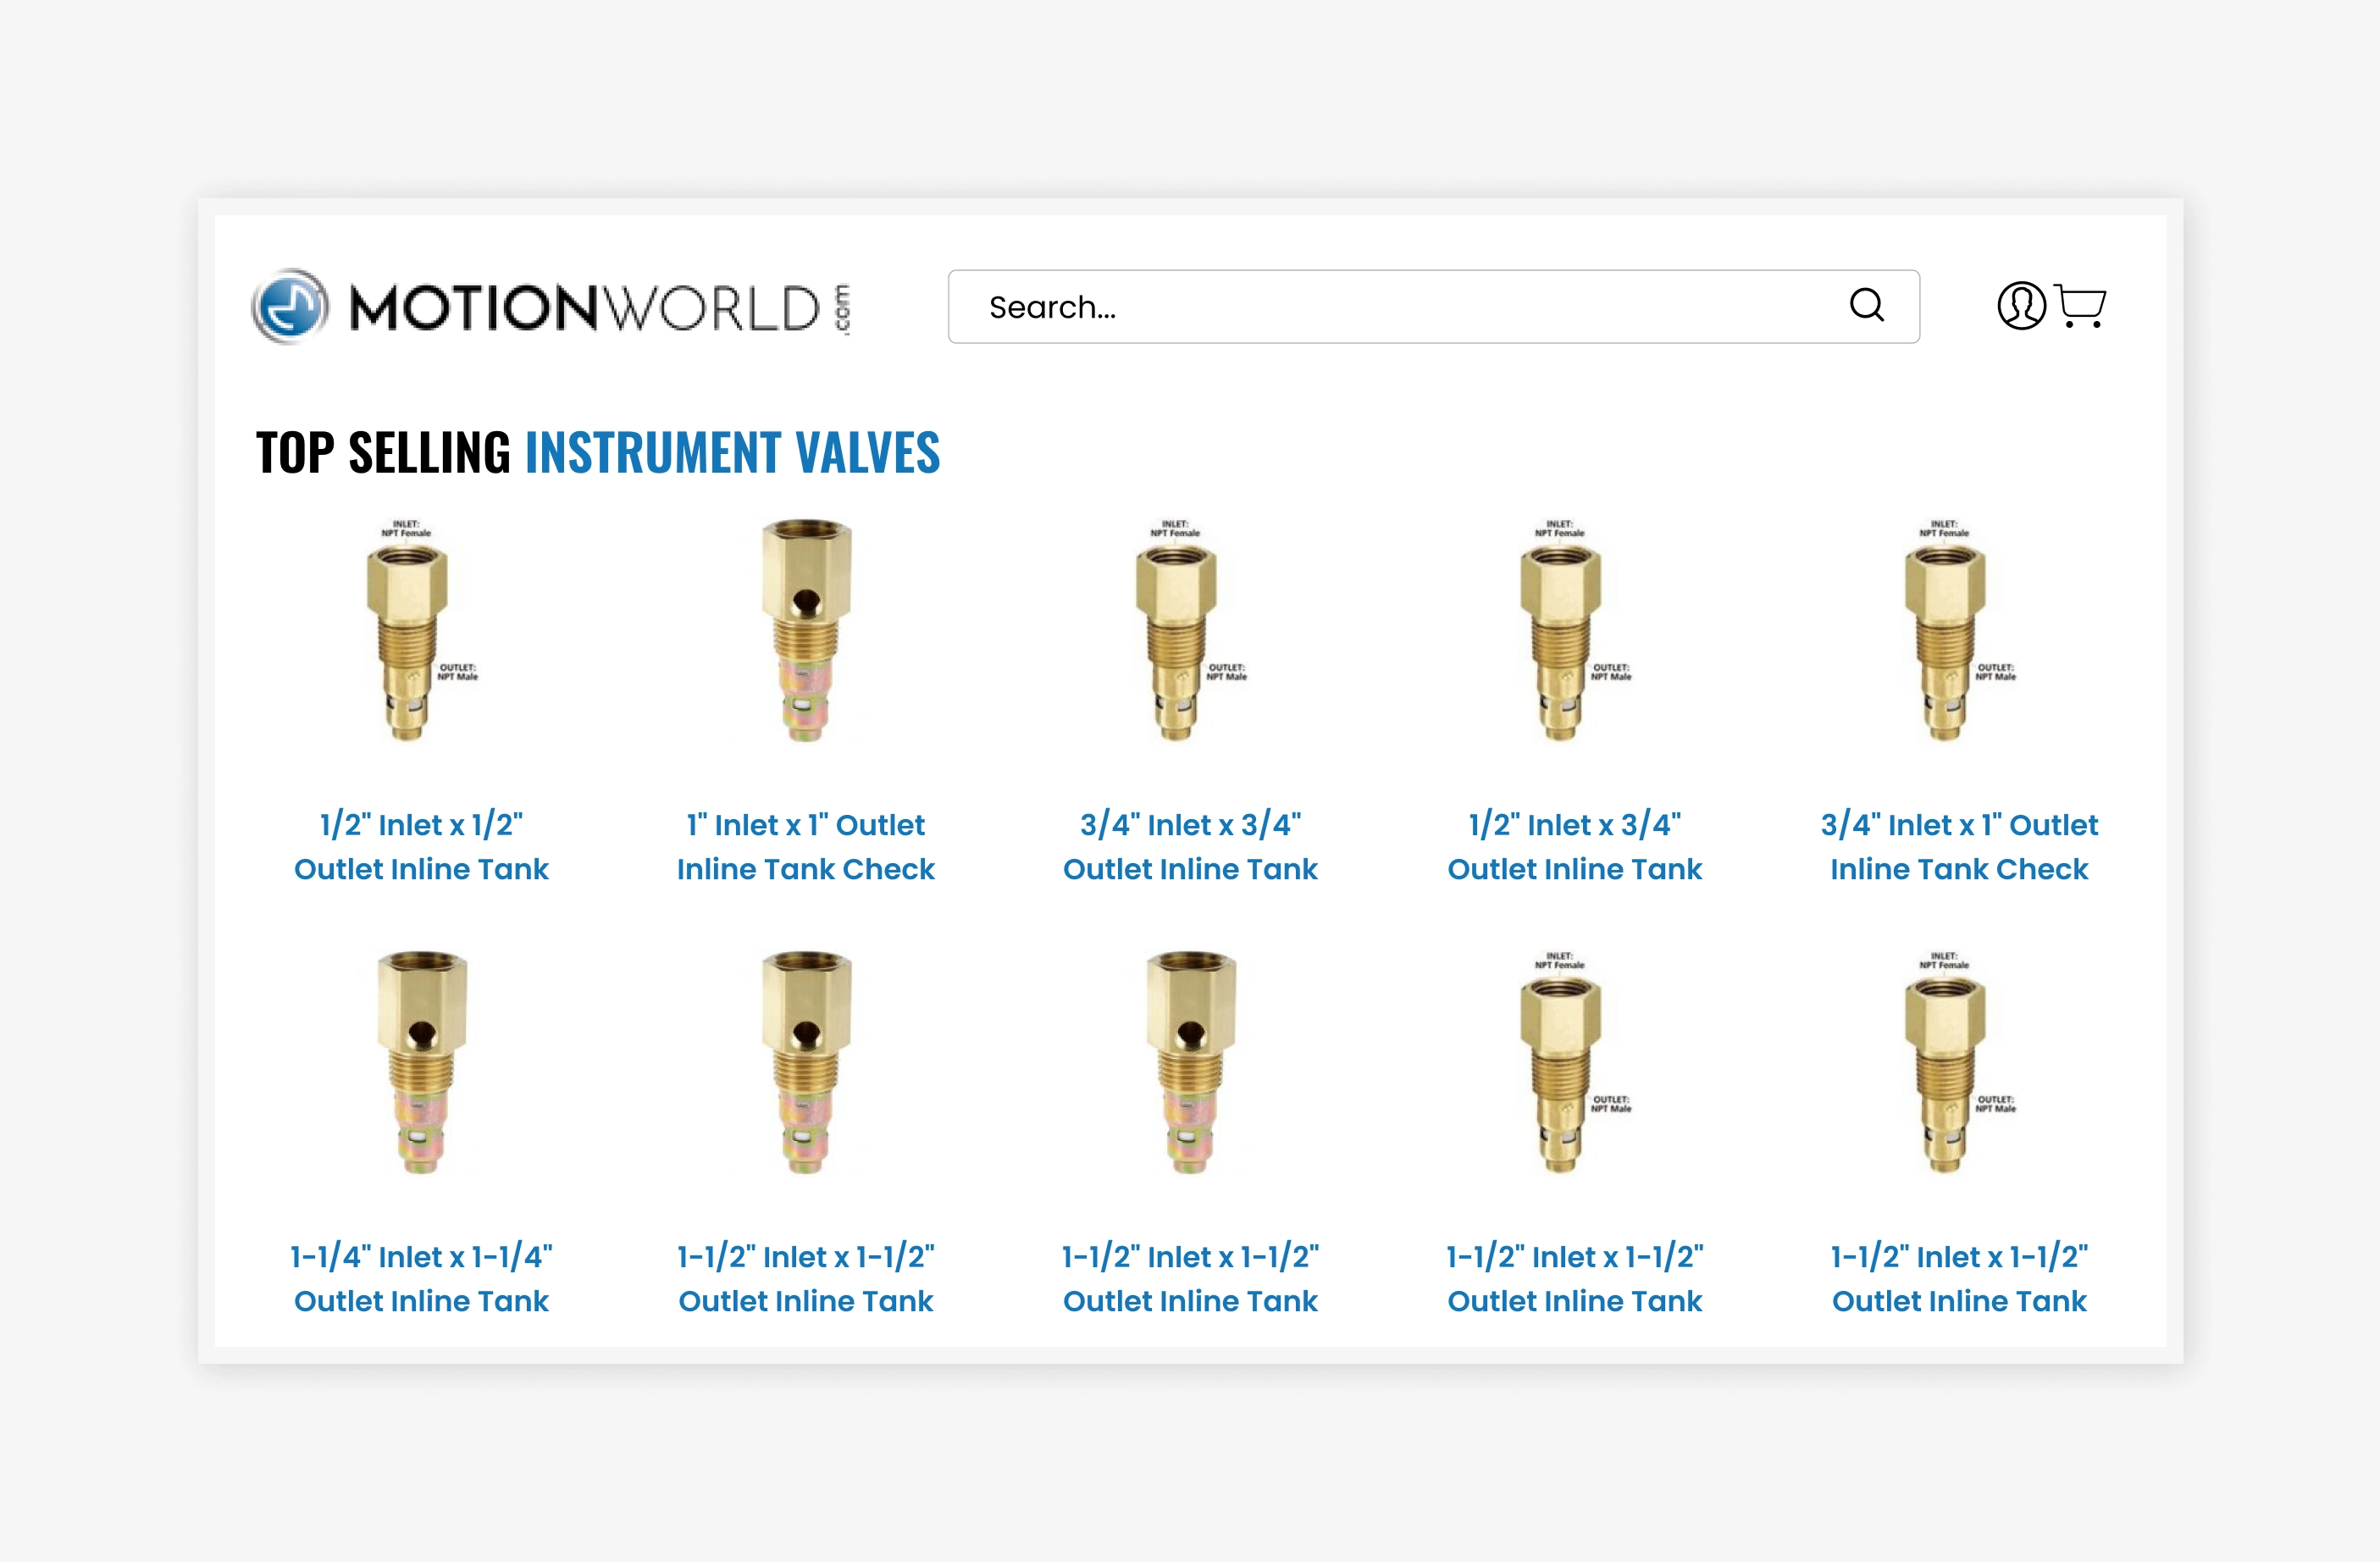 MOTIONWORLD.com
Search...
TOP SELLING INSTRUMENT VALVES
INLET:
NPT Female
OUTLET:
NPT Male
1/2" Inlet x 1/2"
Outlet Inline Tank
1" Inlet x 1" Outlet
Inline Tank Check
INLET:
NPT Female
OUTLET:
NPT Male
3/4" Inlet x 3/4"
Outlet Inline Tank
INLET:
NPT Female
OUTLET:
NPT Male
1/2" Inlet x 3/4"
Outlet Inline Tank
INLET:
NPT Female
OUTLET:
NPT Male
3/4" Inlet x 1" Outlet
Inline Tank Check
1-1/4" Inlet x 1-1/4"
Outlet Inline Tank
1-1/2" Inlet x 1-1/2"
Outlet Inline Tank
1-1/2" Inlet x 1-1/2"
Outlet Inline Tank
INLET:
NPT Female
OUTLET:
NPT Male
1-1/2" Inlet x 1-1/2"
Outlet Inline Tank
INLET:
NPT Female
OUTLET:
NPT Male
1-1/2" Inlet x 1-1/2"
Outlet Inline Tank